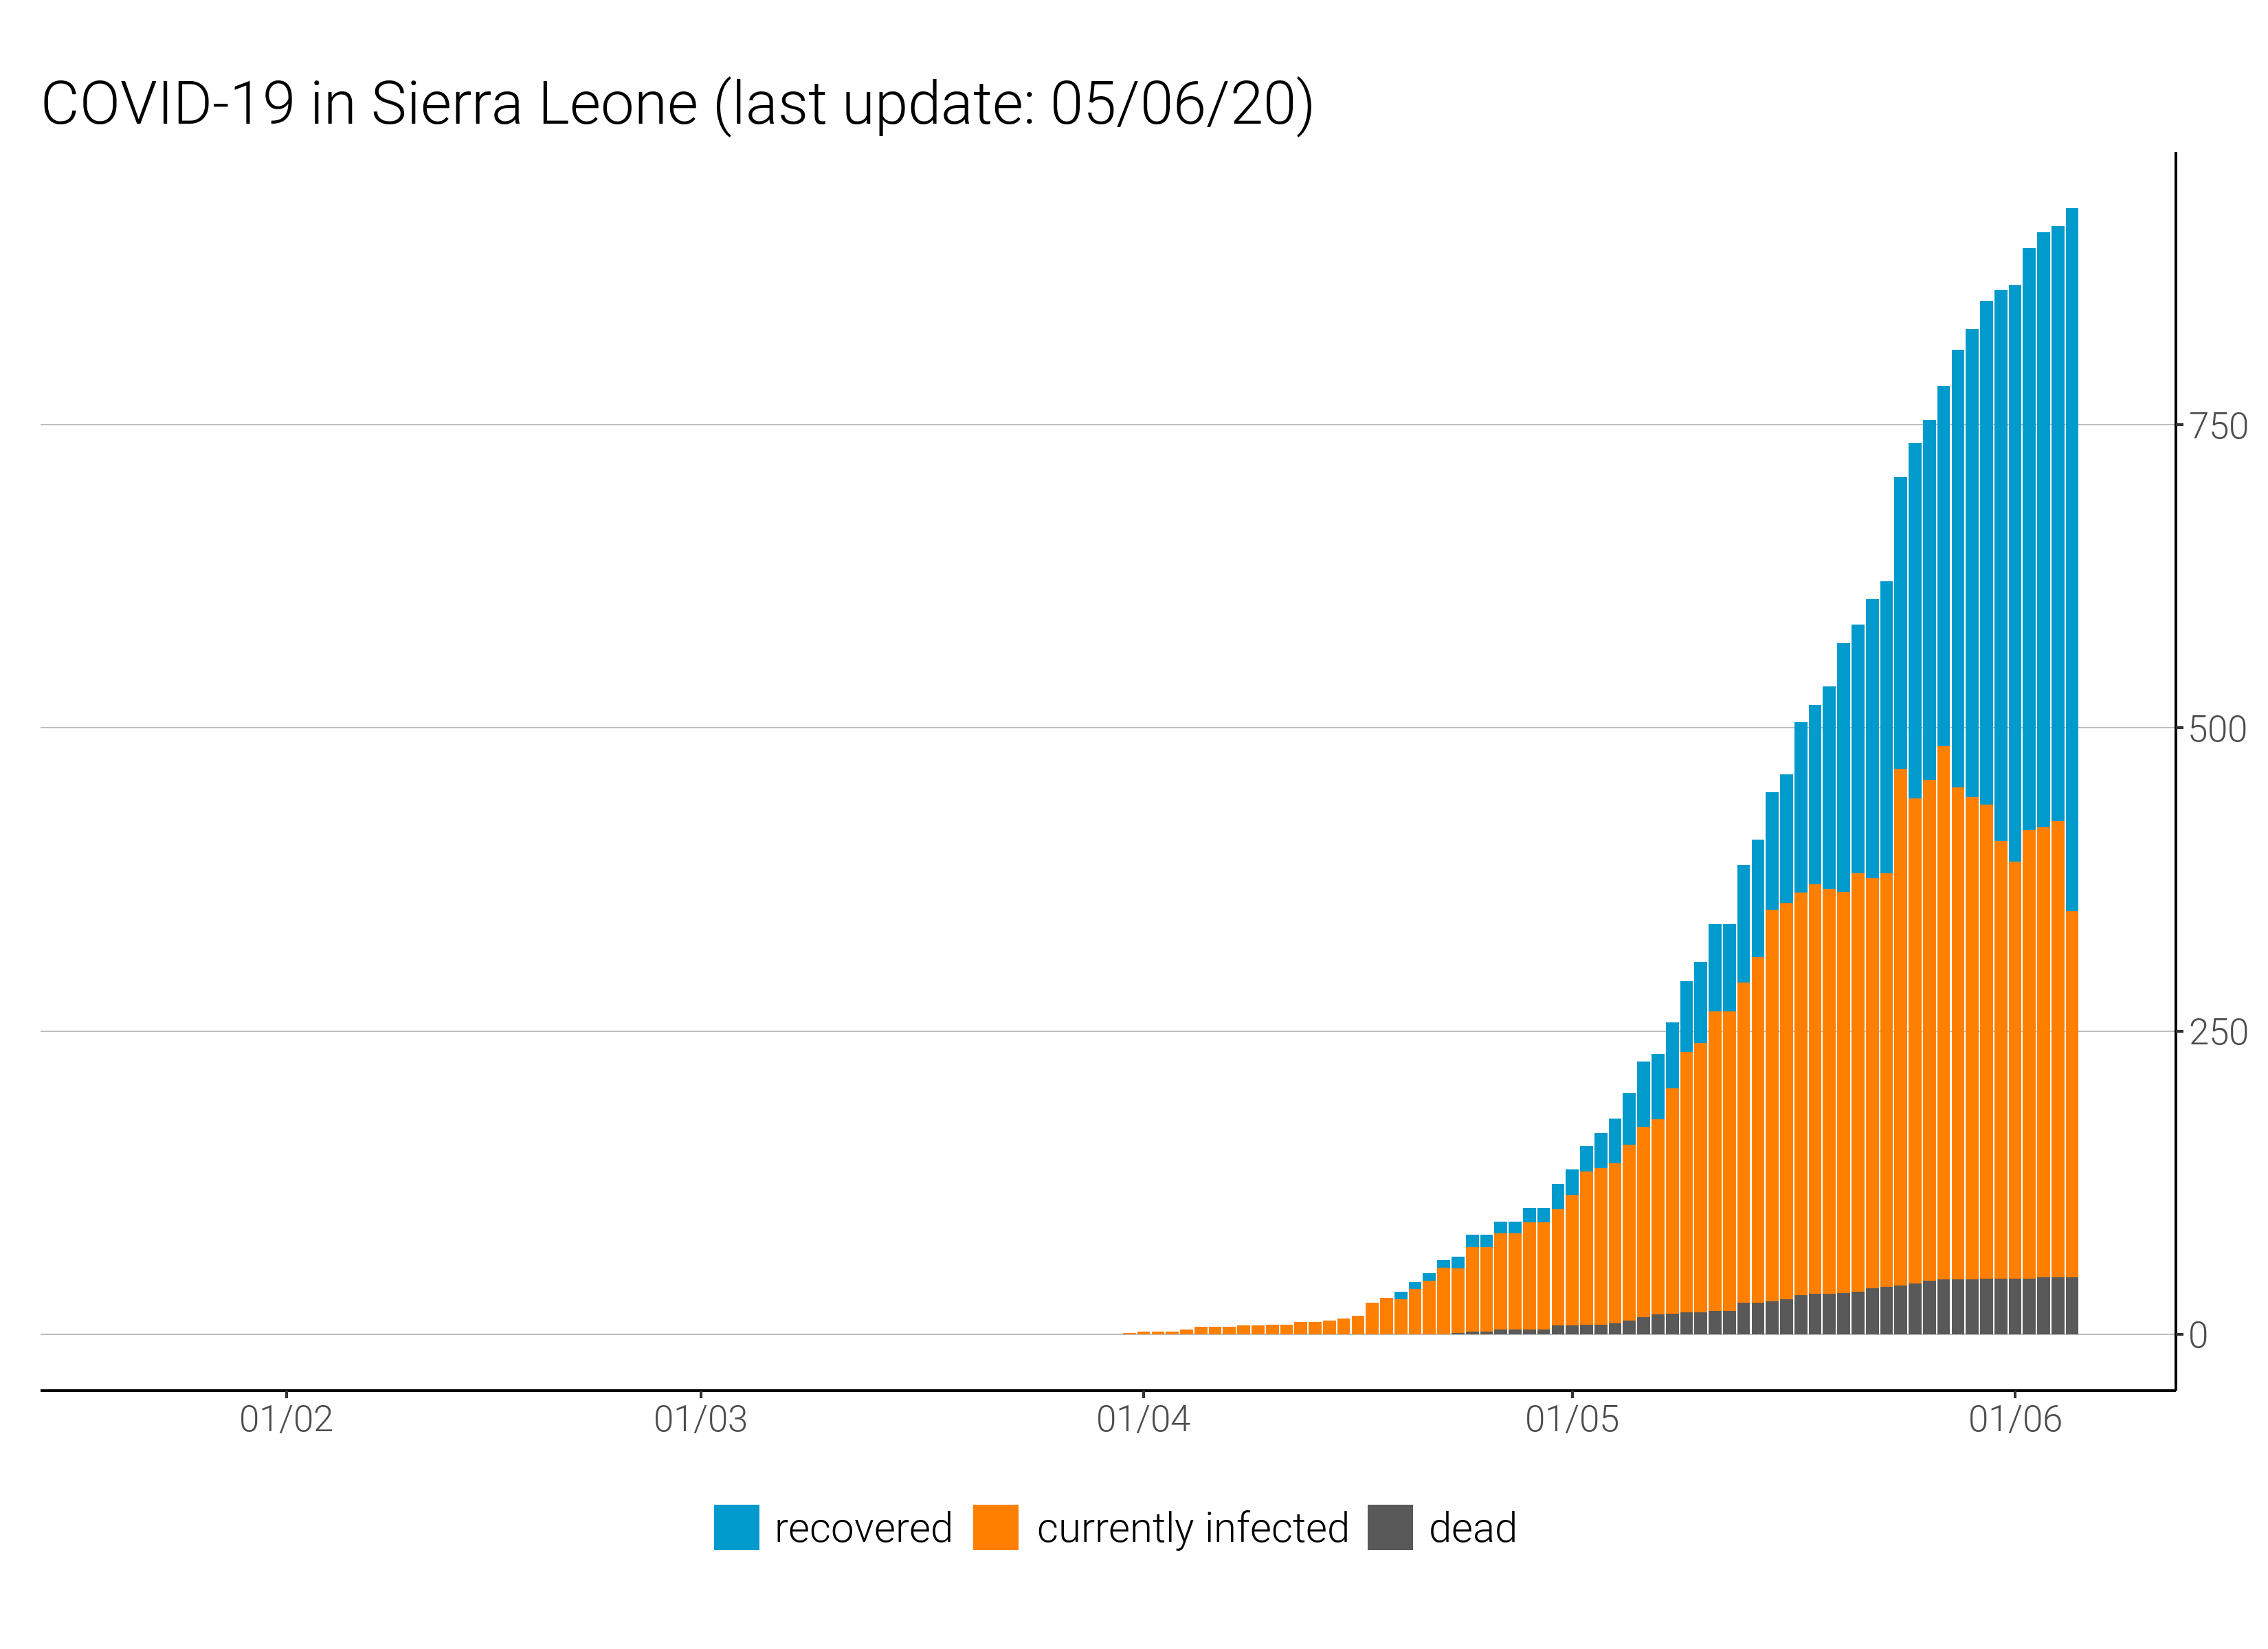 COVID-19 in Sierra Leone (last update: 05/06/20)
750
500
250
0
01/02 01/03 01/04 01/05 01/06
recovered currently infected dead